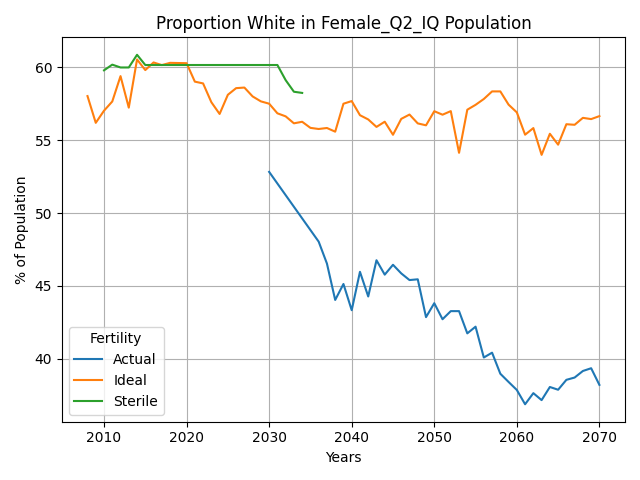 Proportion White in Female_Q2_IQ Population
% of Population
60
55
50
45
40
Fertility
Actual
Ideal
Sterile
2010 2020 2030 2040 2050 2060 2070
Years